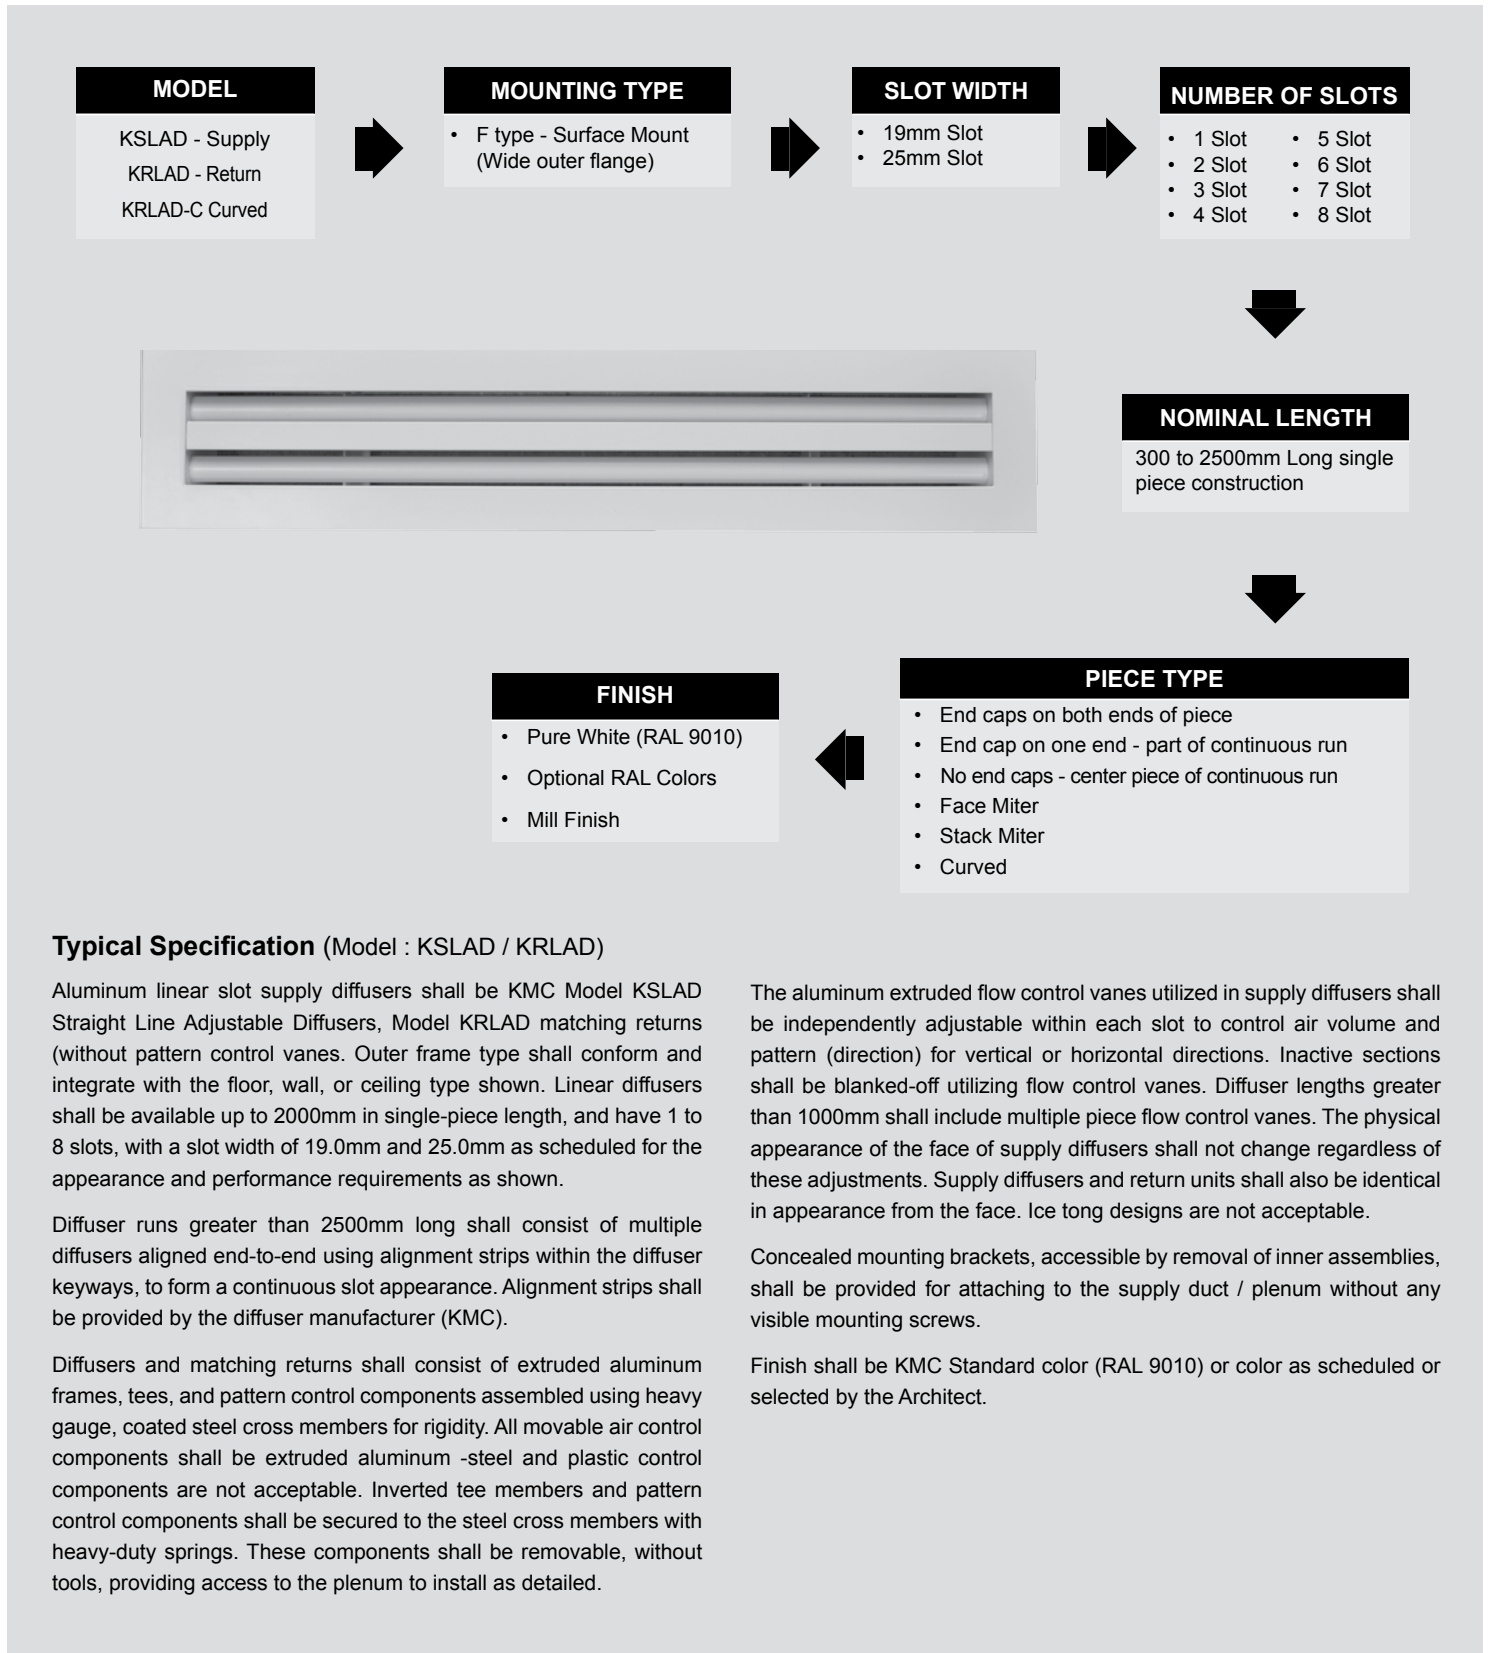 MODEL
KSLAD - Supply
KRLAD - Return
KRLAD-C Curved
MOUNTING TYPE
• F type - Surface Mount
(Wide outer flange)
SLOT WIDTH
• 19mm Slot
• 25mm Slot
NUMBER OF SLOTS
• 1 Slot
• 2 Slot
• 3 Slot
• 4 Slot
• 5 Slot
• 6 Slot
• 7 Slot
• 8 Slot
NOMINAL LENGTH
300 to 2500mm Long single
piece construction
PIECE TYPE
• End caps on both ends of piece
• End cap on one end - part of continuous run
• No end caps - center piece of continuous run
• Face Miter
• Stack Miter
• Curved
FINISH
• Pure White (RAL 9010)
• Optional RAL Colors
• Mill Finish
Typical Specification (Model : KSLAD / KRLAD)
Aluminum linear slot supply diffusers shall be KMC Model KSLAD
Straight Line Adjustable Diffusers, Model KRLAD matching returns
(without pattern control vanes. Outer frame type shall conform and
integrate with the floor, wall, or ceiling type shown. Linear diffusers
shall be available up to 2000mm in single-piece length, and have 1 to
8 slots, with a slot width of 19.0mm and 25.0mm as scheduled for the
appearance and performance requirements as shown.
Diffuser runs greater than 2500mm long shall consist of multiple
diffusers aligned end-to-end using alignment strips within the diffuser
keyways, to form a continuous slot appearance. Alignment strips shall
be provided by the diffuser manufacturer (KMC).
Diffusers and matching returns shall consist of extruded aluminum
frames, tees, and pattern control components assembled using heavy
gauge, coated steel cross members for rigidity. All movable air control
components shall be extruded aluminum -steel and plastic control
components are not acceptable. Inverted tee members and pattern
control components shall be secured to the steel cross members with
heavy-duty springs. These components shall be removable, without
tools, providing access to the plenum to install as detailed.
The aluminum extruded flow control vanes utilized in supply diffusers shall
be independently adjustable within each slot to control air volume and
pattern (direction) for vertical or horizontal directions. Inactive sections
shall be blanked-off utilizing flow control vanes. Diffuser lengths greater
than 1000mm shall include multiple piece flow control vanes. The physical
appearance of the face of supply diffusers shall not change regardless of
these adjustments. Supply diffusers and return units shall also be identical
in appearance from the face. Ice tong designs are not acceptable.
Concealed mounting brackets, accessible by removal of inner assemblies,
shall be provided for attaching to the supply duct / plenum without any
visible mounting screws.
Finish shall be KMC Standard color (RAL 9010) or color as scheduled or
selected by the Architect.